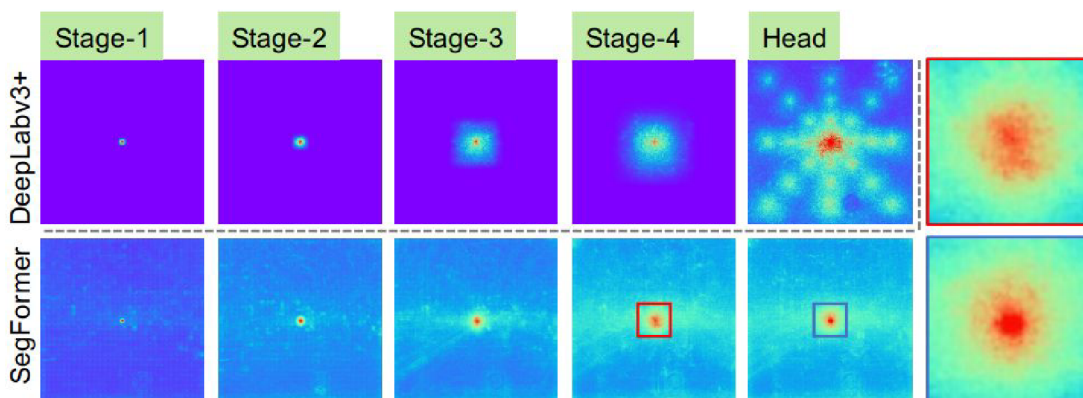 Stage-1
Stage-2
Stage-3
Stage-4
Head
DeepLabv3+
SegFormer